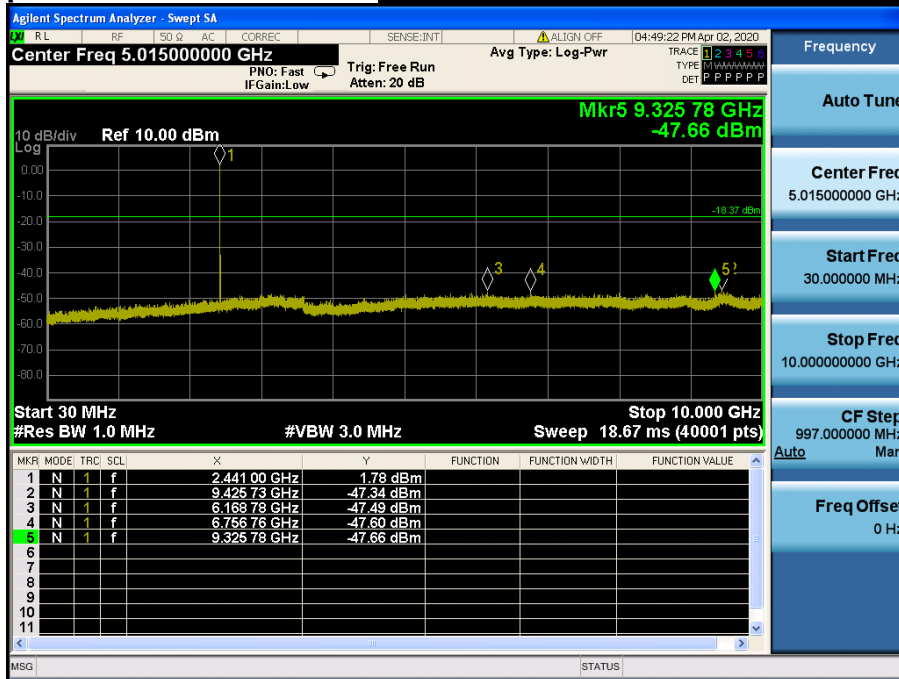 Agilent Spectrum Analyzer - Swept SA
LXI RL RF 50 Ω AC CORREC SENSE:INT ALIGN OFF 04:49:22 PM Apr 02, 2020
Center Freq 5.015000000 GHz
PNO: Fast
IFGain:Low
Trig: Free Run
Atten: 20 dB
Avg Type: Log-Pwr
TRACE 1 2 3 4 5 6
TYPE M
DET P P P P P P
Mkr5 9.325 78 GHz
-47.66 dBm
10 dB/div Ref 10.00 dBm
Log
0.00
-10.0
-20.0
-30.0
-40.0
-50.0
-60.0
-70.0
-80.0
1
-18.37 dBm
3
4
5
Start 30 MHz Stop 10.000 GHz
#Res BW 1.0 MHz #VBW 3.0 MHz Sweep 18.67 ms (40001 pts)
MKR MODE TRC SCL X Y FUNCTION FUNCTION WIDTH FUNCTION VALUE
1 N 1 f 2.441 00 GHz 1.78 dBm
2 N 1 f 9.425 73 GHz -47.34 dBm
3 N 1 f 6.168 78 GHz -47.49 dBm
4 N 1 f 6.756 76 GHz -47.60 dBm
5 N 1 f 9.325 78 GHz -47.66 dBm
6
7
8
9
10
11
MSG STATUS
Frequency
Auto Tune
Center Freq
5.015000000 GHz
Start Freq
30.000000 MHz
Stop Freq
10.000000000 GHz
CF Step
997.000000 MHz
Auto Man
Freq Offset
0 Hz